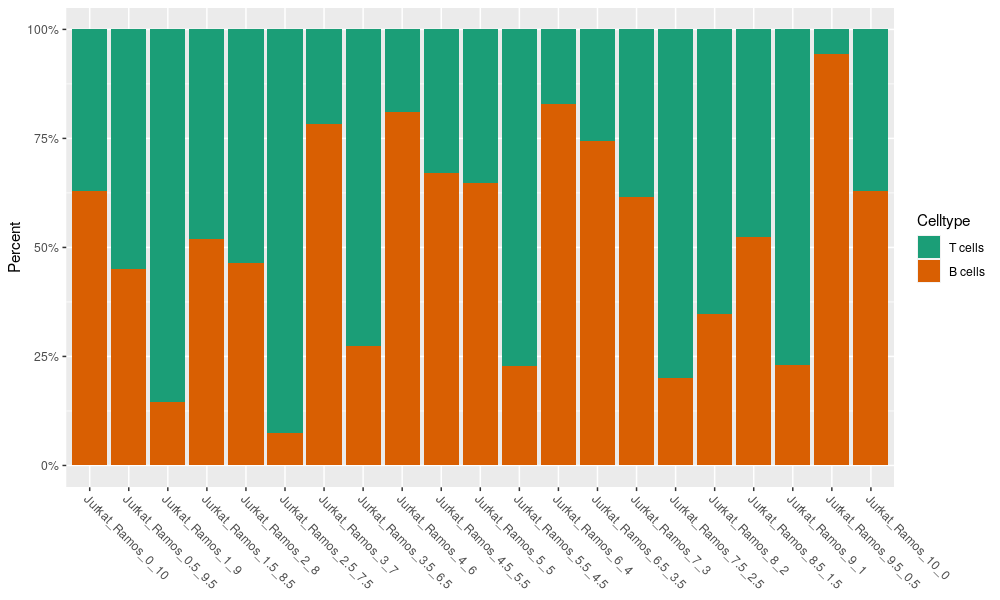 100%
75%
50%
25%
0%
Percent
Jurkat_Ramos_0_10
Jurkat_Ramos_0.5_9.5
Jurkat_Ramos_1_9
Jurkat_Ramos_1.5_8.5
Jurkat_Ramos_2_8
Jurkat_Ramos_2.5_7.5
Jurkat_Ramos_3_7
Jurkat_Ramos_3.5_6.5
Jurkat_Ramos_4_6
Jurkat_Ramos_4.5_5.5
Jurkat_Ramos_5_5
Jurkat_Ramos_5.5_4.5
Jurkat_Ramos_6_4
Jurkat_Ramos_6.5_3.5
Jurkat_Ramos_7_3
Jurkat_Ramos_7.5_2.5
Jurkat_Ramos_8_2
Jurkat_Ramos_8.5_1.5
Jurkat_Ramos_9_1
Jurkat_Ramos_9.5_0.5
Jurkat_Ramos_10_0
Celltype
T cells
B cells